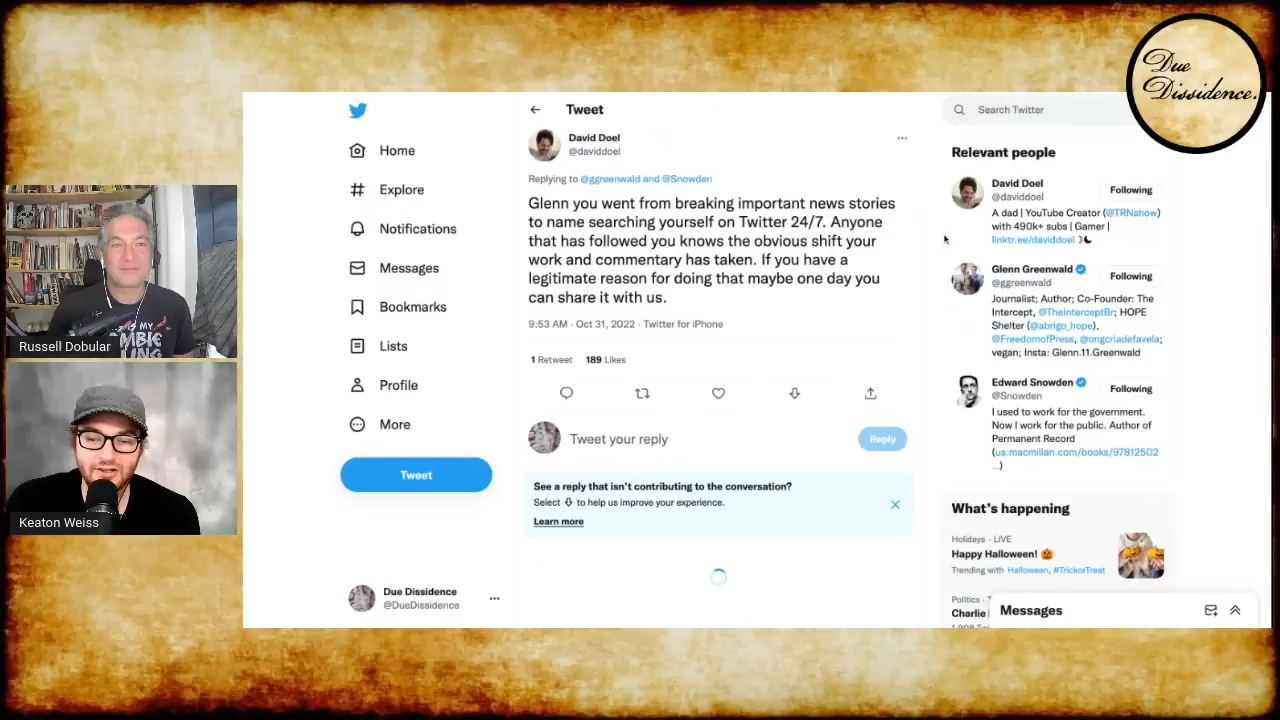 Due
Dissidence.
Russell Dobular
Keaton Weiss
Home
Explore
Notifications
Messages
Bookmarks
Lists
Profile
More
Tweet
Due Dissidence
@DueDissidence
Tweet
David Doel
@daviddoel
Replying to @ggreenwald and @Snowden
Glenn you went from breaking important news stories
to name searching yourself on Twitter 24/7. Anyone
that has followed you knows the obvious shift your
work and commentary has taken. If you have a
legitimate reason for doing that maybe one day you
can share it with us.
9:53 AM · Oct 31, 2022 · Twitter for iPhone
1 Retweet 189 Likes
Tweet your reply
Reply
See a reply that isn't contributing to the conversation?
Select to help us improve your experience.
Learn more
Search Twitter
Relevant people
David Doel
@daviddoel
Following
A dad | YouTube Creator (@TRNshow)
with 490k+ subs | Gamer |
linktr.ee/daviddoel
Glenn Greenwald
@ggreenwald
Following
Journalist; Author; Co-Founder: The
Intercept, @TheInterceptBr; HOPE
Shelter (@abrigo_hope),
@FreedomofPress, @ongcriadefavela;
vegan; Insta: Glenn.11.Greenwald
Edward Snowden
@Snowden
Following
I used to work for the government.
Now I work for the public. Author of
Permanent Record
(us.macmillan.com/books/97812502
…)
What's happening
Holidays · LIVE
Happy Halloween! 🎃
Trending with Halloween, #TrickorTreat
Politics ·
Charlie
Messages